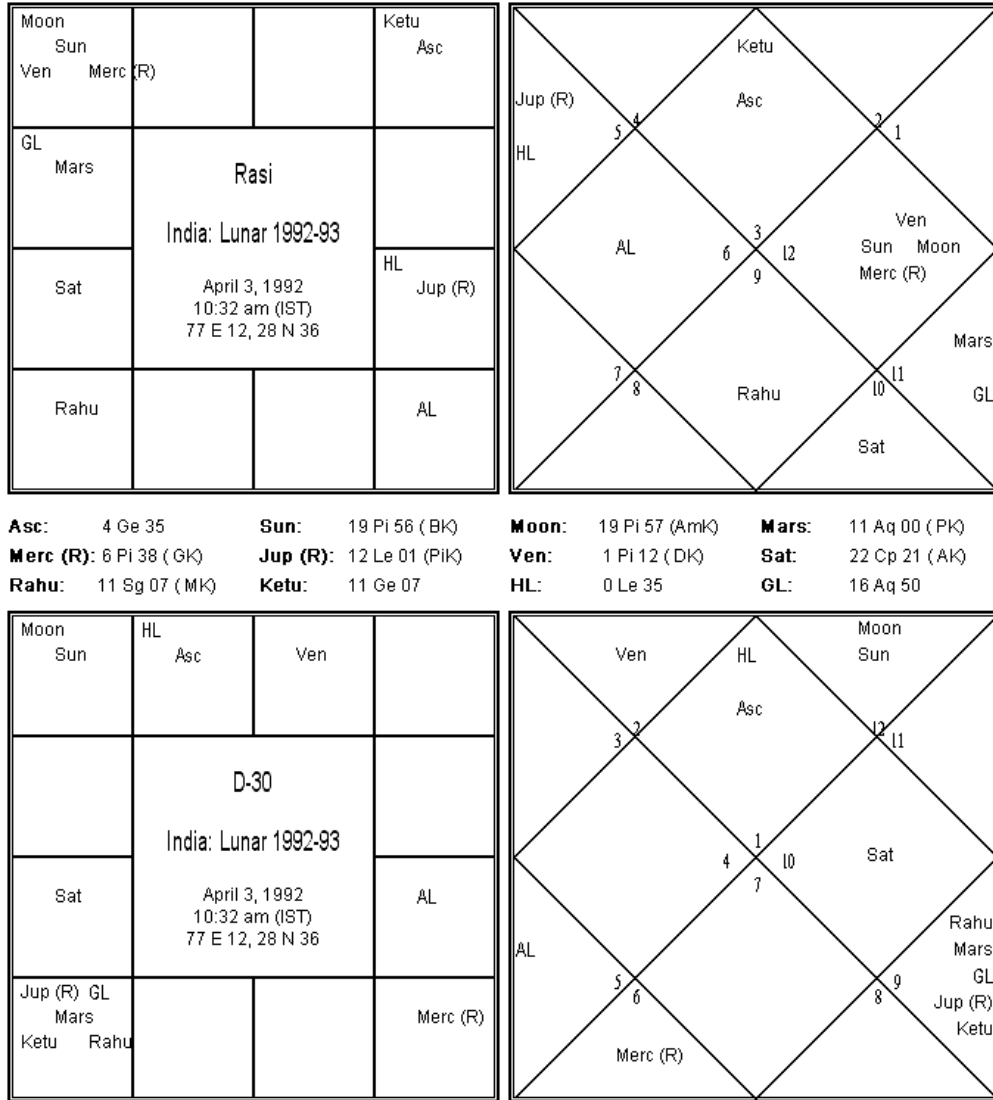 Moon
Sun
Ven Merc (R)
Ketu
Asc
GL
Mars
Rasi
India: Lunar 1992-93
April 3, 1992
10:32 am (IST)
77 E 12, 28 N 36
Sat
HL
Jup (R)
Rahu
AL
Ketu
Asc
Jup (R)
4
5
2
1
HL
AL
3
6 12
9
Ven
Sun Moon
Merc (R)
Mars
GL
7
8
Rahu
11
10
Sat
Asc: 4 Ge 35 Sun: 19 Pi 56 ( BK) Moon: 19 Pi 57 (AmK) Mars: 11 Aq 00 ( PK)
Merc (R): 6 Pi 38 ( GK) Jup (R): 12 Le 01 (PiK) Ven: 1 Pi 12 ( DK) Sat: 22 Cp 21 ( AK)
Rahu: 11 Sg 07 ( MK) Ketu: 11 Ge 07 HL: 0 Le 35 GL: 16 Aq 50
Moon
Sun
HL
Asc
Ven
D-30
India: Lunar 1992-93
April 3, 1992
10:32 am (IST)
77 E 12, 28 N 36
Sat
AL
Jup (R) GL
Mars
Ketu Rahu
Merc (R)
Ven
HL
Asc
Moon
Sun
2
3
12
11
1
4 10
7
Sat
AL
5
6
Merc (R)
9
8
Rahu
Mars
GL
Jup (R)
Ketu